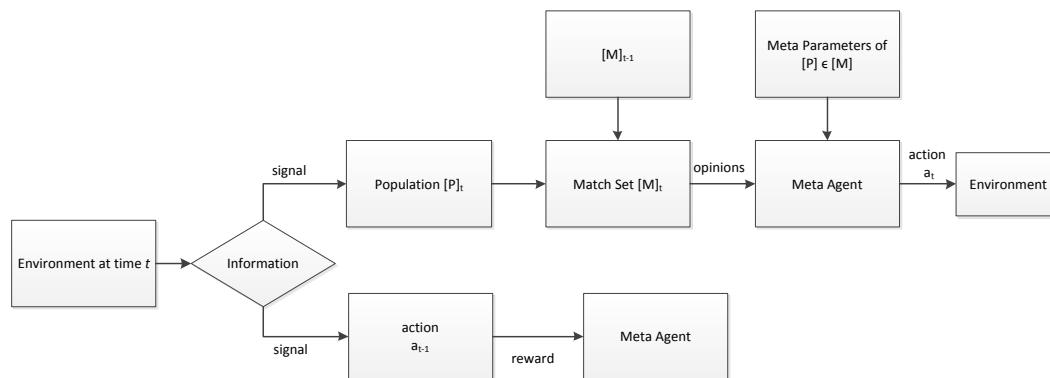 [M]t-1
Meta Parameters of
[P] ϵ [M]
signal
Population [P]t
Match Set [M]t
opinions
Meta Agent
action
at
Environment
Environment at time t
Information
signal
action
at-1
reward
Meta Agent